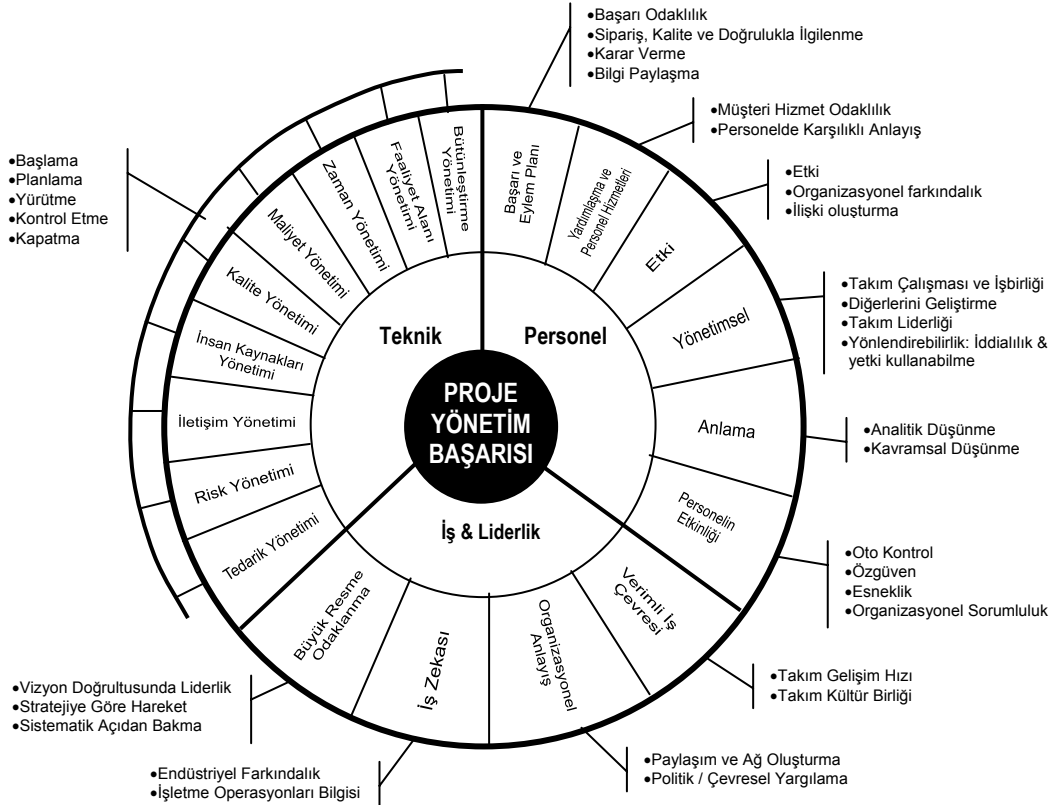 •Başarı Odaklılık
•Sipariş, Kalite ve Doğrulukla İlgilenme
•Karar Verme
•Bilgi Paylaşma
•Müşteri Hizmet Odaklılık
•Personelde Karşılıklı Anlayış
•Etki
•Organizasyonel farkındalık
•İlişki oluşturma
•Takım Çalışması ve İşbirliği
•Diğerlerini Geliştirme
•Takım Liderliği
•Yönlendirebilirlik: İddialılık &
yetki kullanabilme
•Analitik Düşünme
•Kavramsal Düşünme
•Oto Kontrol
•Özgüven
•Esneklik
•Organizasyonel Sorumluluk
•Takım Gelişim Hızı
•Takım Kültür Birliği
•Paylaşım ve Ağ Oluşturma
•Politik / Çevresel Yargılama
•Endüstriyel Farkındalık
•İşletme Operasyonları Bilgisi
•Vizyon Doğrultusunda Liderlik
•Stratejiye Göre Hareket
•Sistematik Açıdan Bakma
•Başlama
•Planlama
•Yürütme
•Kontrol Etme
•Kapatma
Başarı ve
Eylem Planı
Yardımlaşma ve
Personel Hizmetleri
Etki
Yönetimsel
Anlama
Personelin
Etkinliği
Verimli İş
Çevresi
Organizasyonel
Anlayış
İş Zekası
Büyük Resme
Odaklanma
Tedarik Yönetimi
Risk Yönetimi
İletişim Yönetimi
İnsan Kaynakları
Yönetimi
Kalite Yönetimi
Maliyet Yönetimi
Zaman Yönetimi
Faaliyet Alanı
Yönetimi
Bütünleştirme
Yönetimi
Teknik
Personel
İş & Liderlik
PROJE
YÖNETİM
BAŞARISI